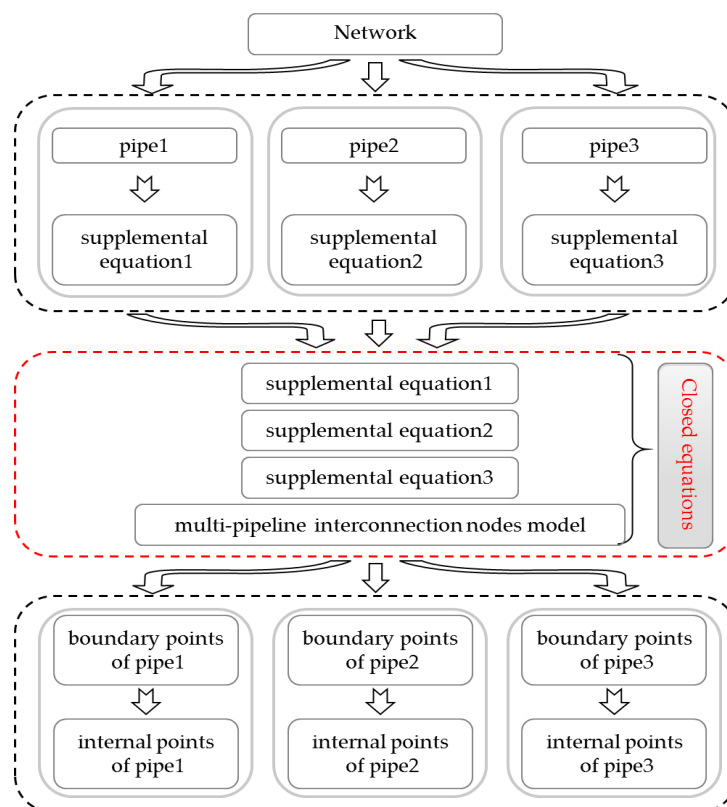 Network
pipe1
pipe2
pipe3
supplemental
equation1
supplemental
equation2
supplemental
equation3
supplemental equation1
supplemental equation2
supplemental equation3
multi-pipeline interconnection nodes model
Closed equations
boundary points
of pipe1
boundary points
of pipe2
boundary points
of pipe3
internal points
of pipe1
internal points
of pipe2
internal points
of pipe3